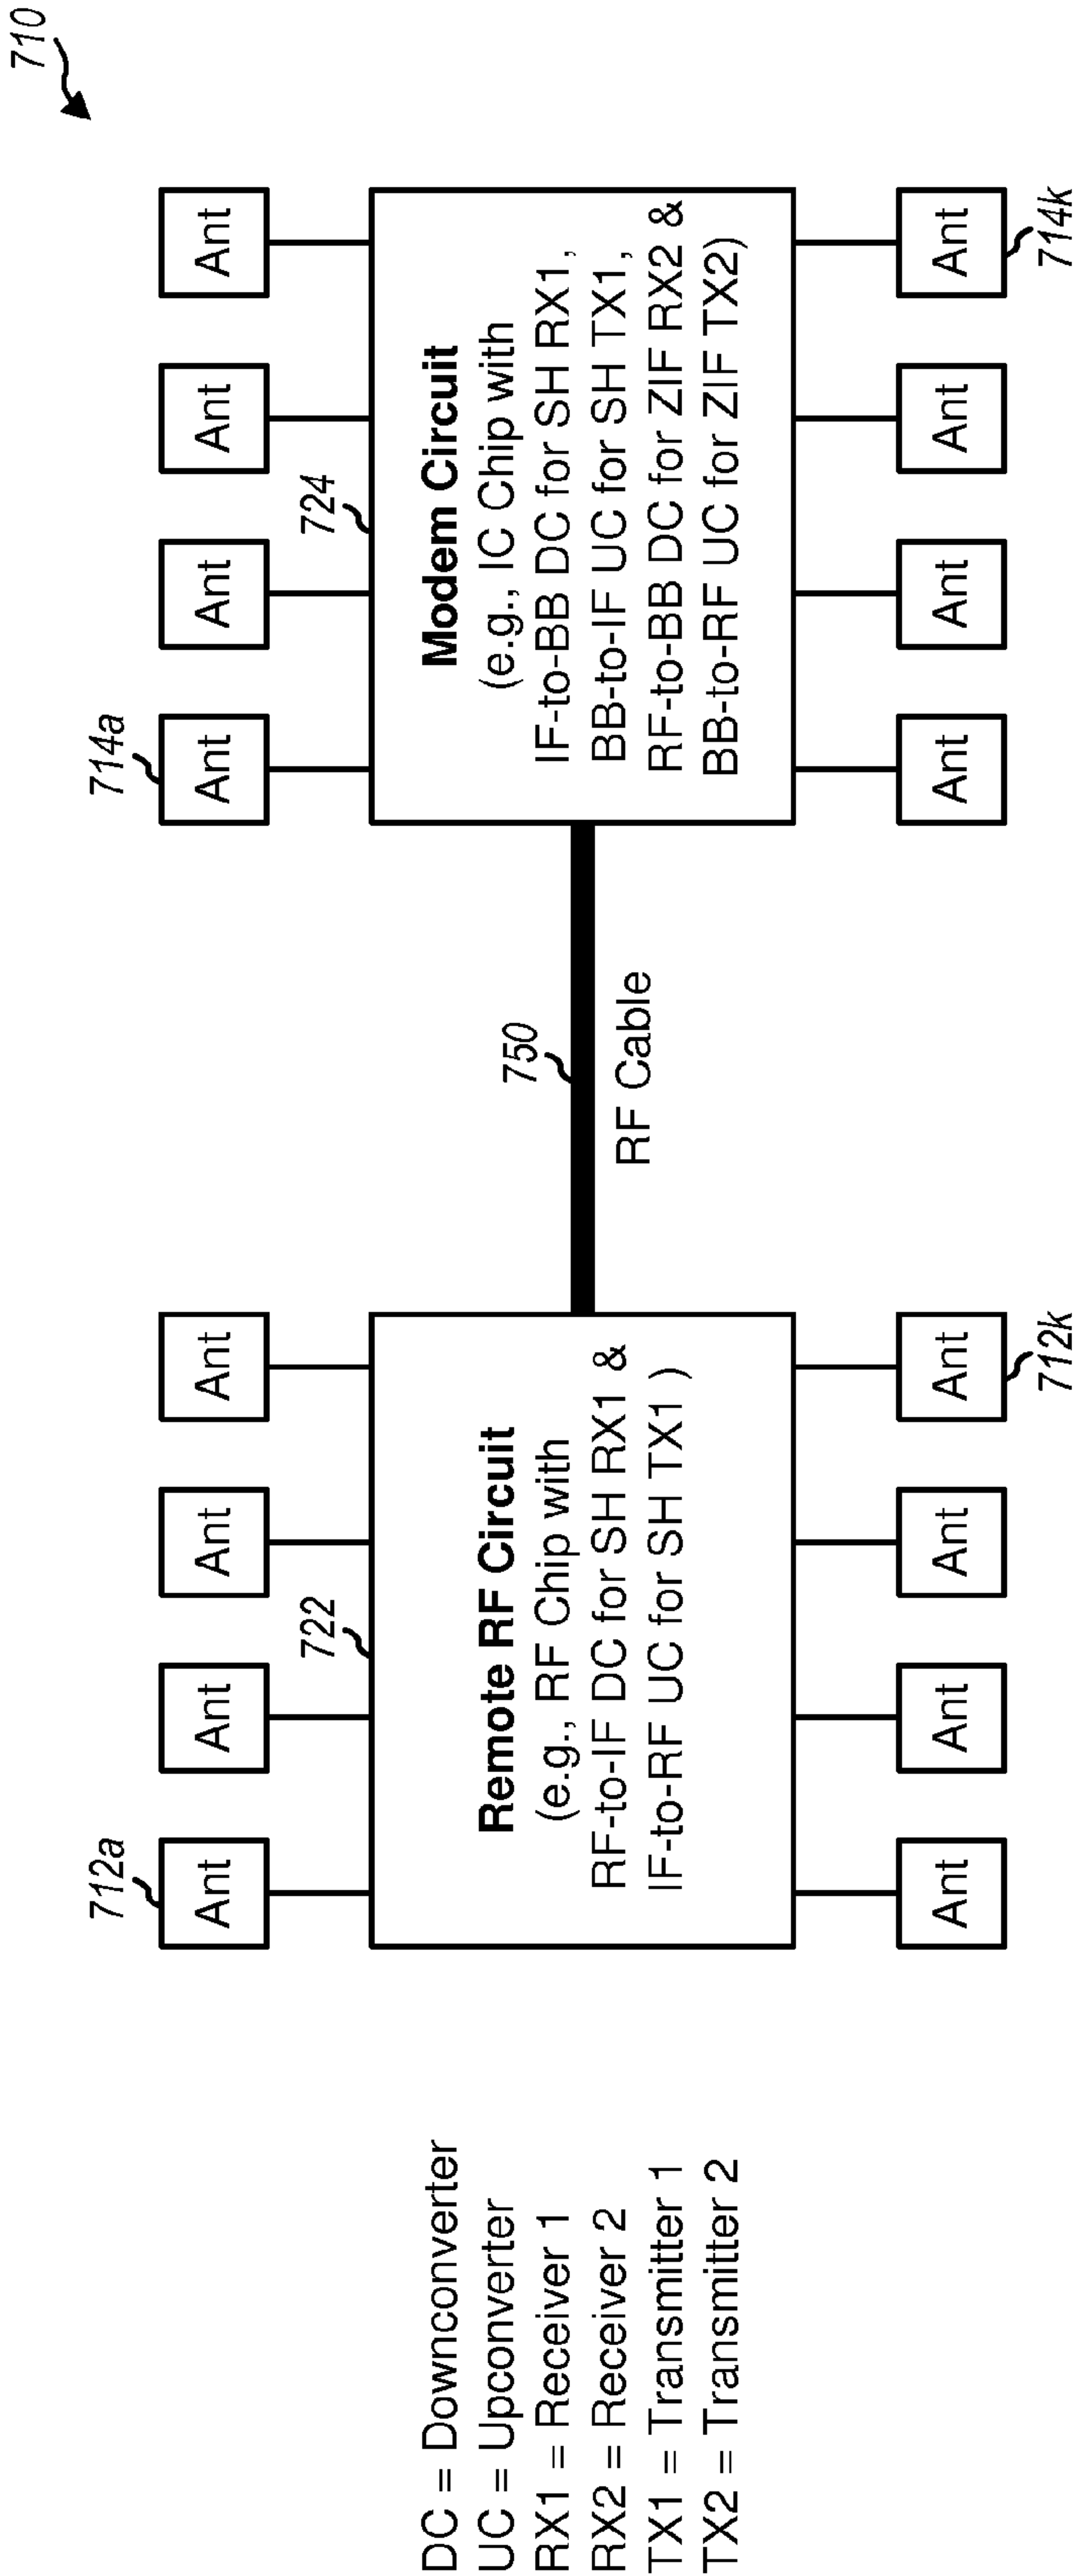 710
712a
Ant
Ant
Ant
Ant
714a
Ant
Ant
Ant
Ant
722
Remote RF Circuit
(e.g., RF Chip with
RF-to-IF DC for SH RX1 &
IF-to-RF UC for SH TX1 )
750
RF Cable
724
Modem Circuit
(e.g., IC Chip with
IF-to-BB DC for SH RX1,
BB-to-IF UC for SH TX1,
RF-to-BB DC for ZIF RX2 &
BB-to-RF UC for ZIF TX2)
Ant
Ant
Ant
Ant
712k
Ant
Ant
Ant
Ant
714k
DC = Downconverter
UC = Upconverter
RX1 = Receiver 1
RX2 = Receiver 2
TX1 = Transmitter 1
TX2 = Transmitter 2